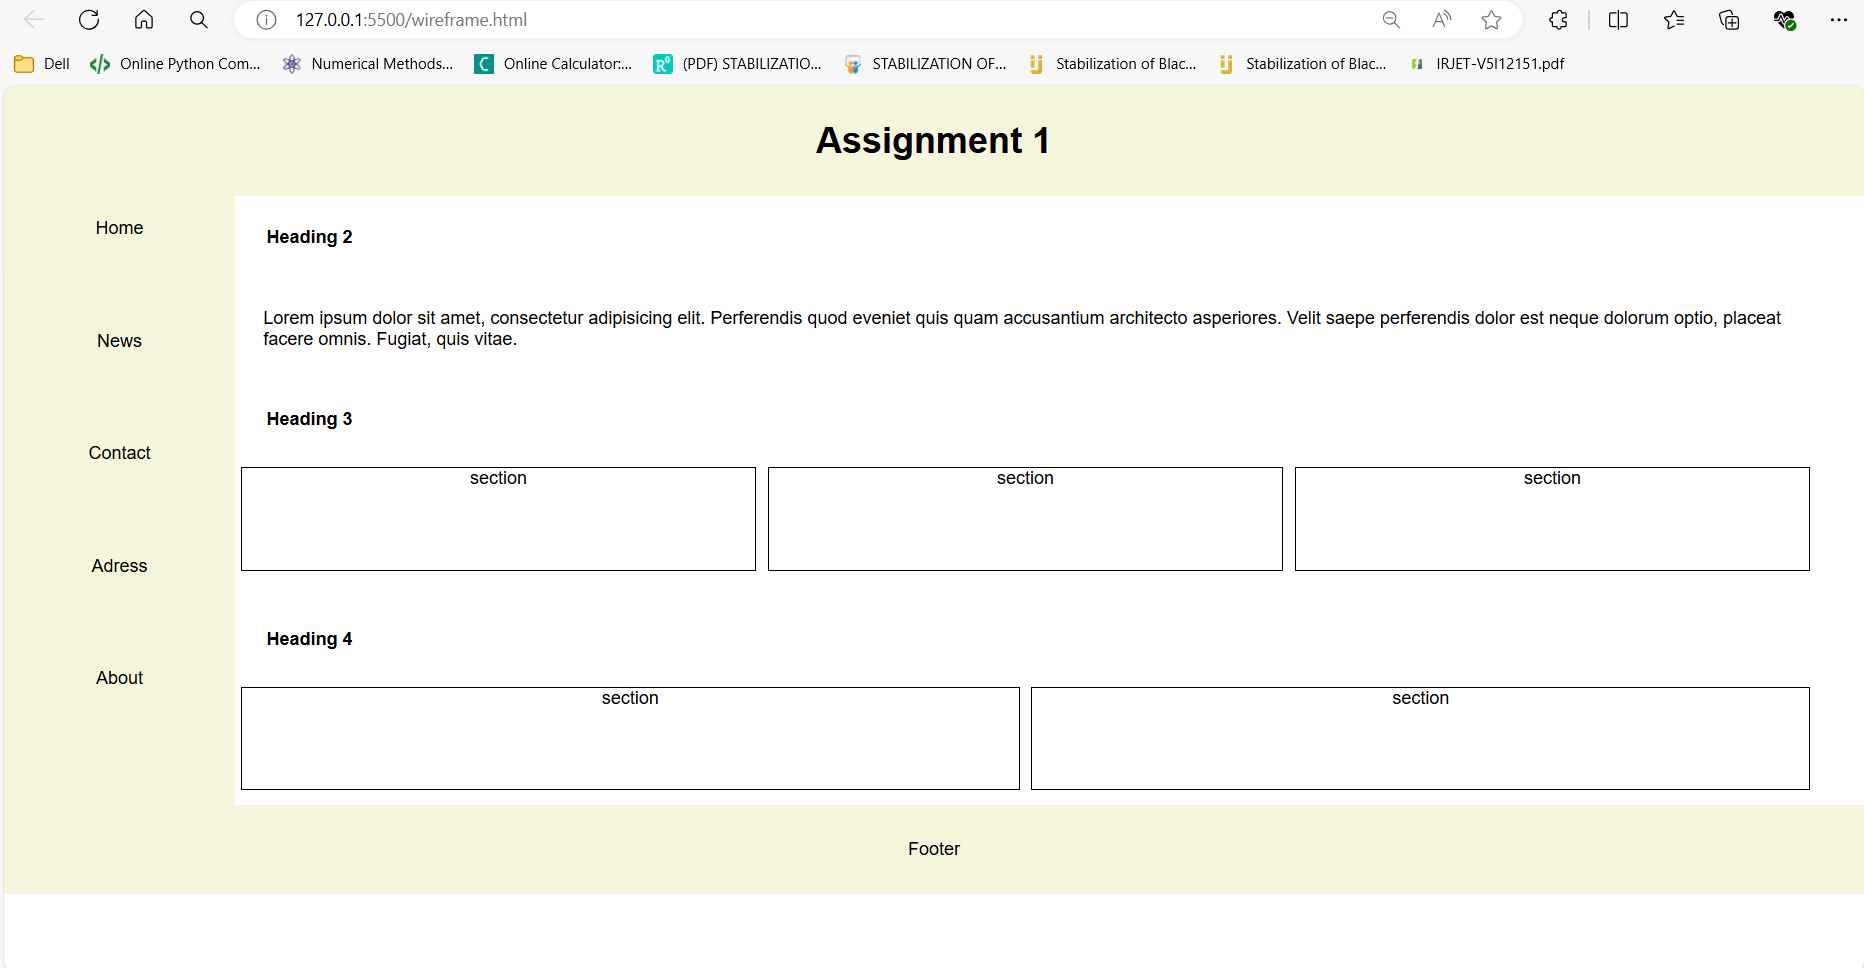 127.0.0.1:5500/wireframe.html
Dell
Online Python Com...
Numerical Methods...
Online Calculator:...
(PDF) STABILIZATIO...
STABILIZATION OF...
Stabilization of Blac...
Stabilization of Blac...
IRJET-V5I12151.pdf
Assignment 1
Home
News
Contact
Adress
About
Heading 2
Lorem ipsum dolor sit amet, consectetur adipisicing elit. Perferendis quod eveniet quis quam accusantium architecto asperiores. Velit saepe perferendis dolor est neque dolorum optio, placeat
facere omnis. Fugiat, quis vitae.
Heading 3
section
section
section
Heading 4
section
section
Footer